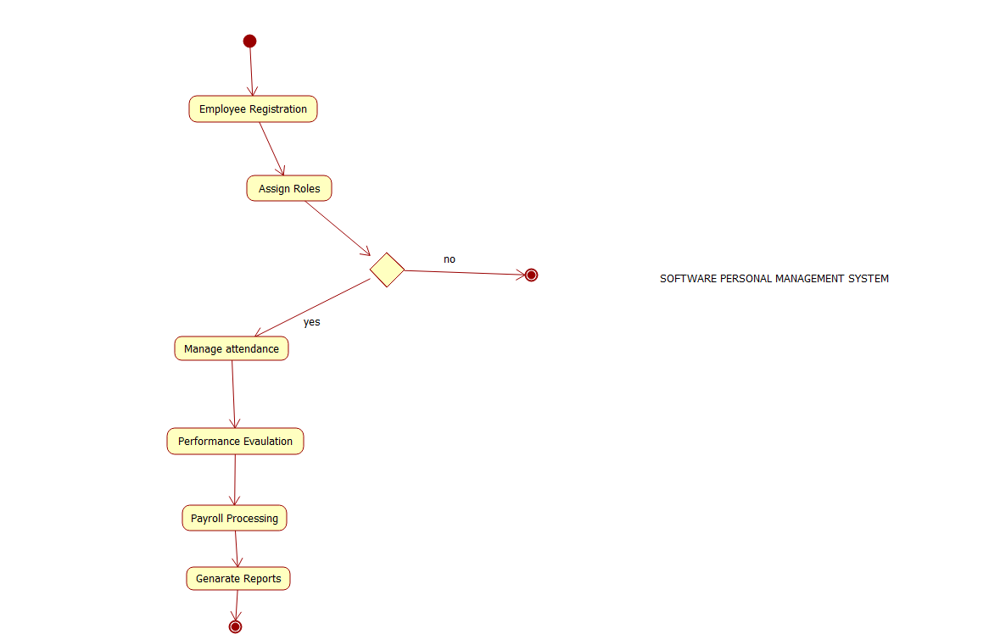 Employee Registration
Assign Roles
no
SOFTWARE PERSONAL MANAGEMENT SYSTEM
yes
Manage attendance
Performance Evaulation
Payroll Processing
Genarate Reports